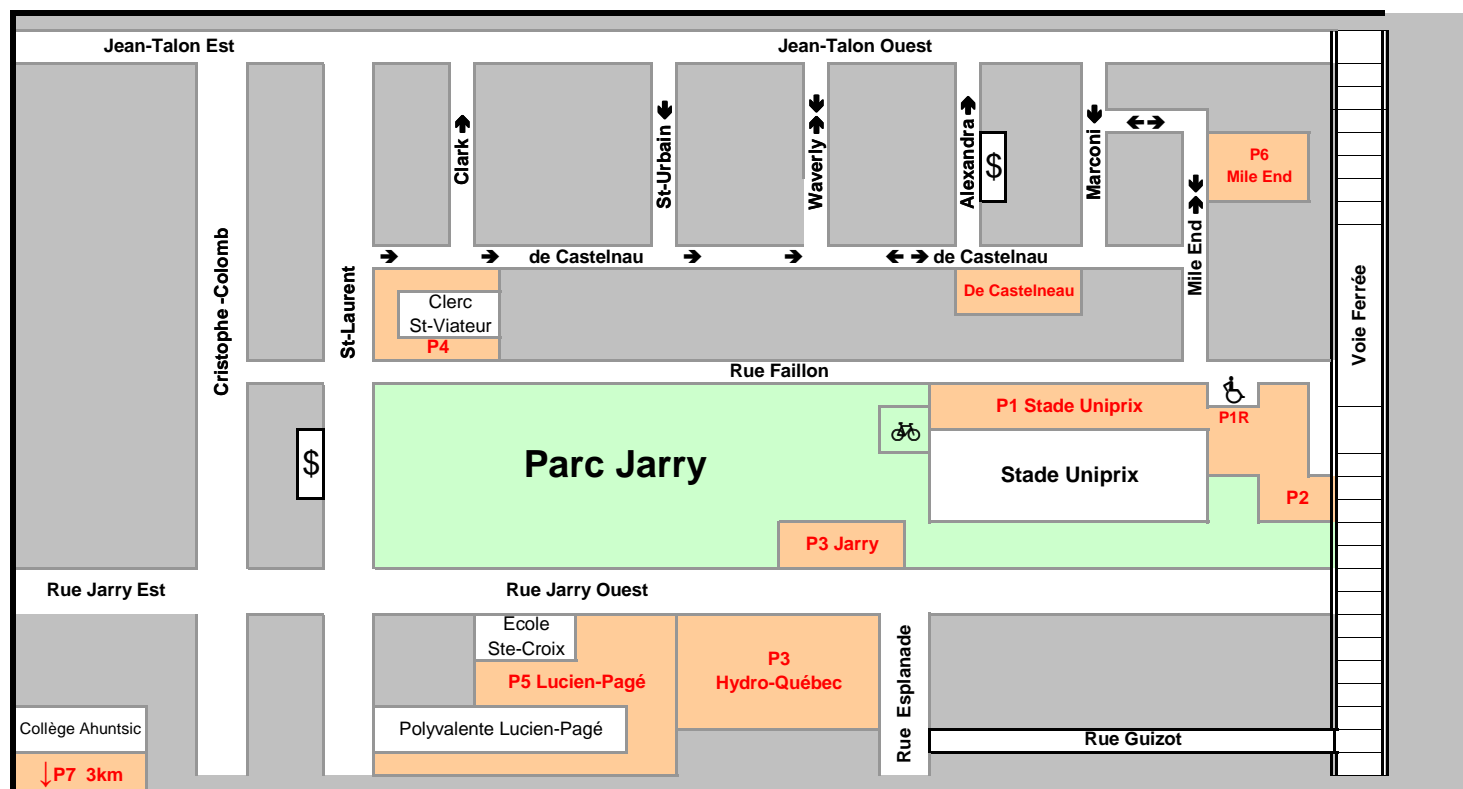 Jean-Talon Est
Jean-Talon Ouest
Clark
St-Urbain
Waverly
Alexandra
$
Marconi
P6
Mile End
Mile End
Cristophe -Colomb
St-Laurent
de Castelnau
de Castelnau
De Castelneau
Clerc
St-Viateur
P4
Voie Ferrée
Rue Faillon
P1 Stade Uniprix
P1R
$
Parc Jarry
Stade Uniprix
P2
P3 Jarry
Rue Jarry Est
Rue Jarry Ouest
Ecole
Ste-Croix
P5 Lucien-Pagé
P3
Hydro-Québec
Rue Esplanade
Collège Ahuntsic
Polyvalente Lucien-Pagé
Rue Guizot
↓P7 3km